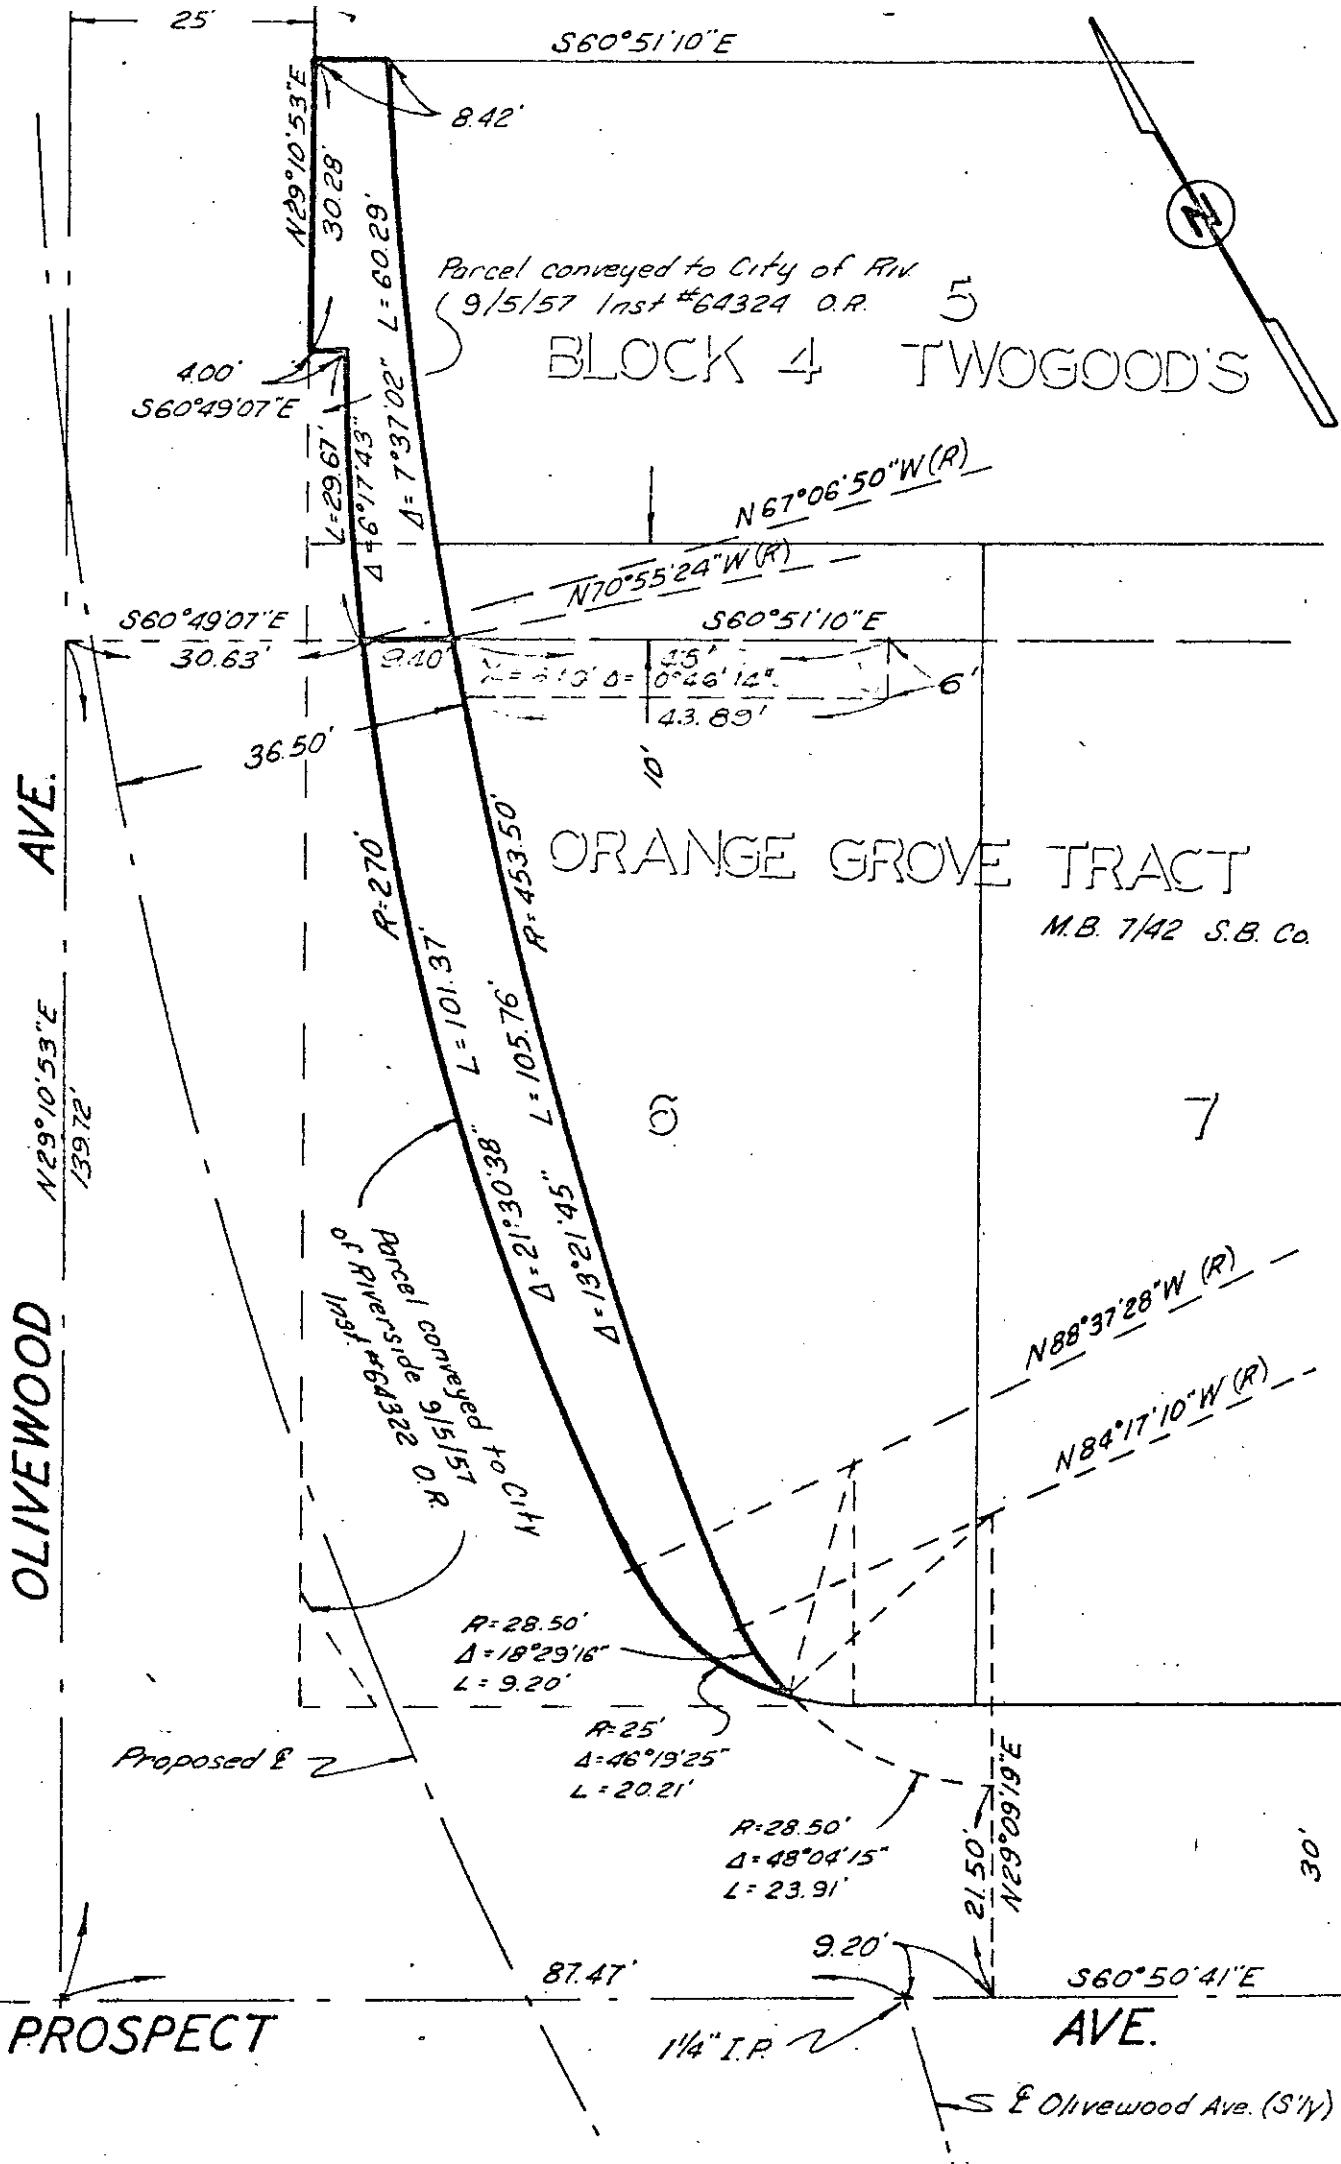 25'
S60°51'10"E
8.42'
N29°10'53"E
30.28'
L=60.29'
Δ=7°37'02"
Parcel conveyed to City of Riv.
9/5/57 Inst #64324 O.R.
5
BLOCK 4 TWOGOOD'S
N
4.00'
S60°49'07"E
L=29.67'
Δ=6°17'43"
N67°06'50"W (R)
N70°55'24"W (R)
S60°49'07"E
30.63'
9.40'
S60°51'10"E
45'
Δ=0°46'14"
43.89'
6'
10'
36.50'
AVE.
R=270'
R=453.50'
ORANGE GROVE TRACT
M.B. 7/42 S.B. Co.
L=101.37'
L=105.76'
N29°10'53"E
139.72'
6
7
Δ=21°30'38"
Δ=13°21'45"
Parcel conveyed to City
of Riverside 9/5/57
Inst. #64322 O.R.
OLIVEWOOD
N88°37'28"W (R)
N84°17'10"W (R)
R=28.50'
Δ=18°29'16"
L=9.20'
R=25'
Δ=46°19'25"
L=20.21'
Proposed ℄
R=28.50'
Δ=48°04'15"
L=23.91'
21.50'
N29°09'19"E
30'
9.20'
87.47'
S60°50'41"E
PROSPECT
AVE.
1¼" I.P.
℄ Olivewood Ave. (S'ly)